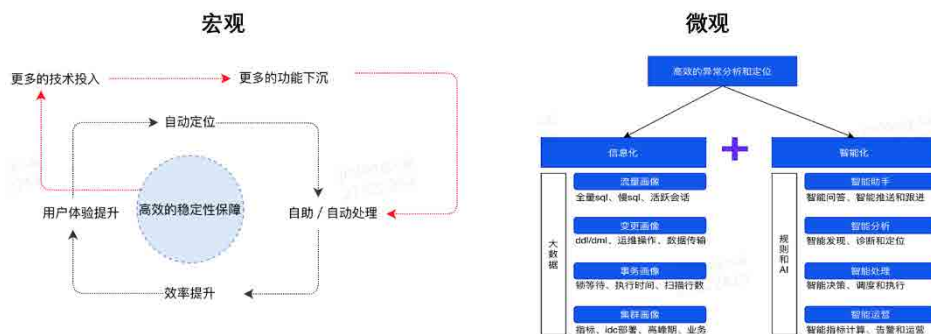 宏观
微观
更多的技术投入
更多的功能下沉
自动定位
用户体验提升
高效的稳定性保障
自助 / 自动处理
效率提升
高效的异常分析和定位
信息化
智能化
大数据
流量画像
全量sql、慢sql、活跃会话
变更画像
ddl/dml、运维操作、数据传输
事务画像
锁等待、执行时间、扫描行数
集群画像
指标、idc部署、高峰期、业务
规则和AI
智能助手
智能问答、智能推送和跟进
智能分析
智能发现、诊断和定位
智能处理
智能决策、调度和执行
智能运营
智能指标计算、告警和运营